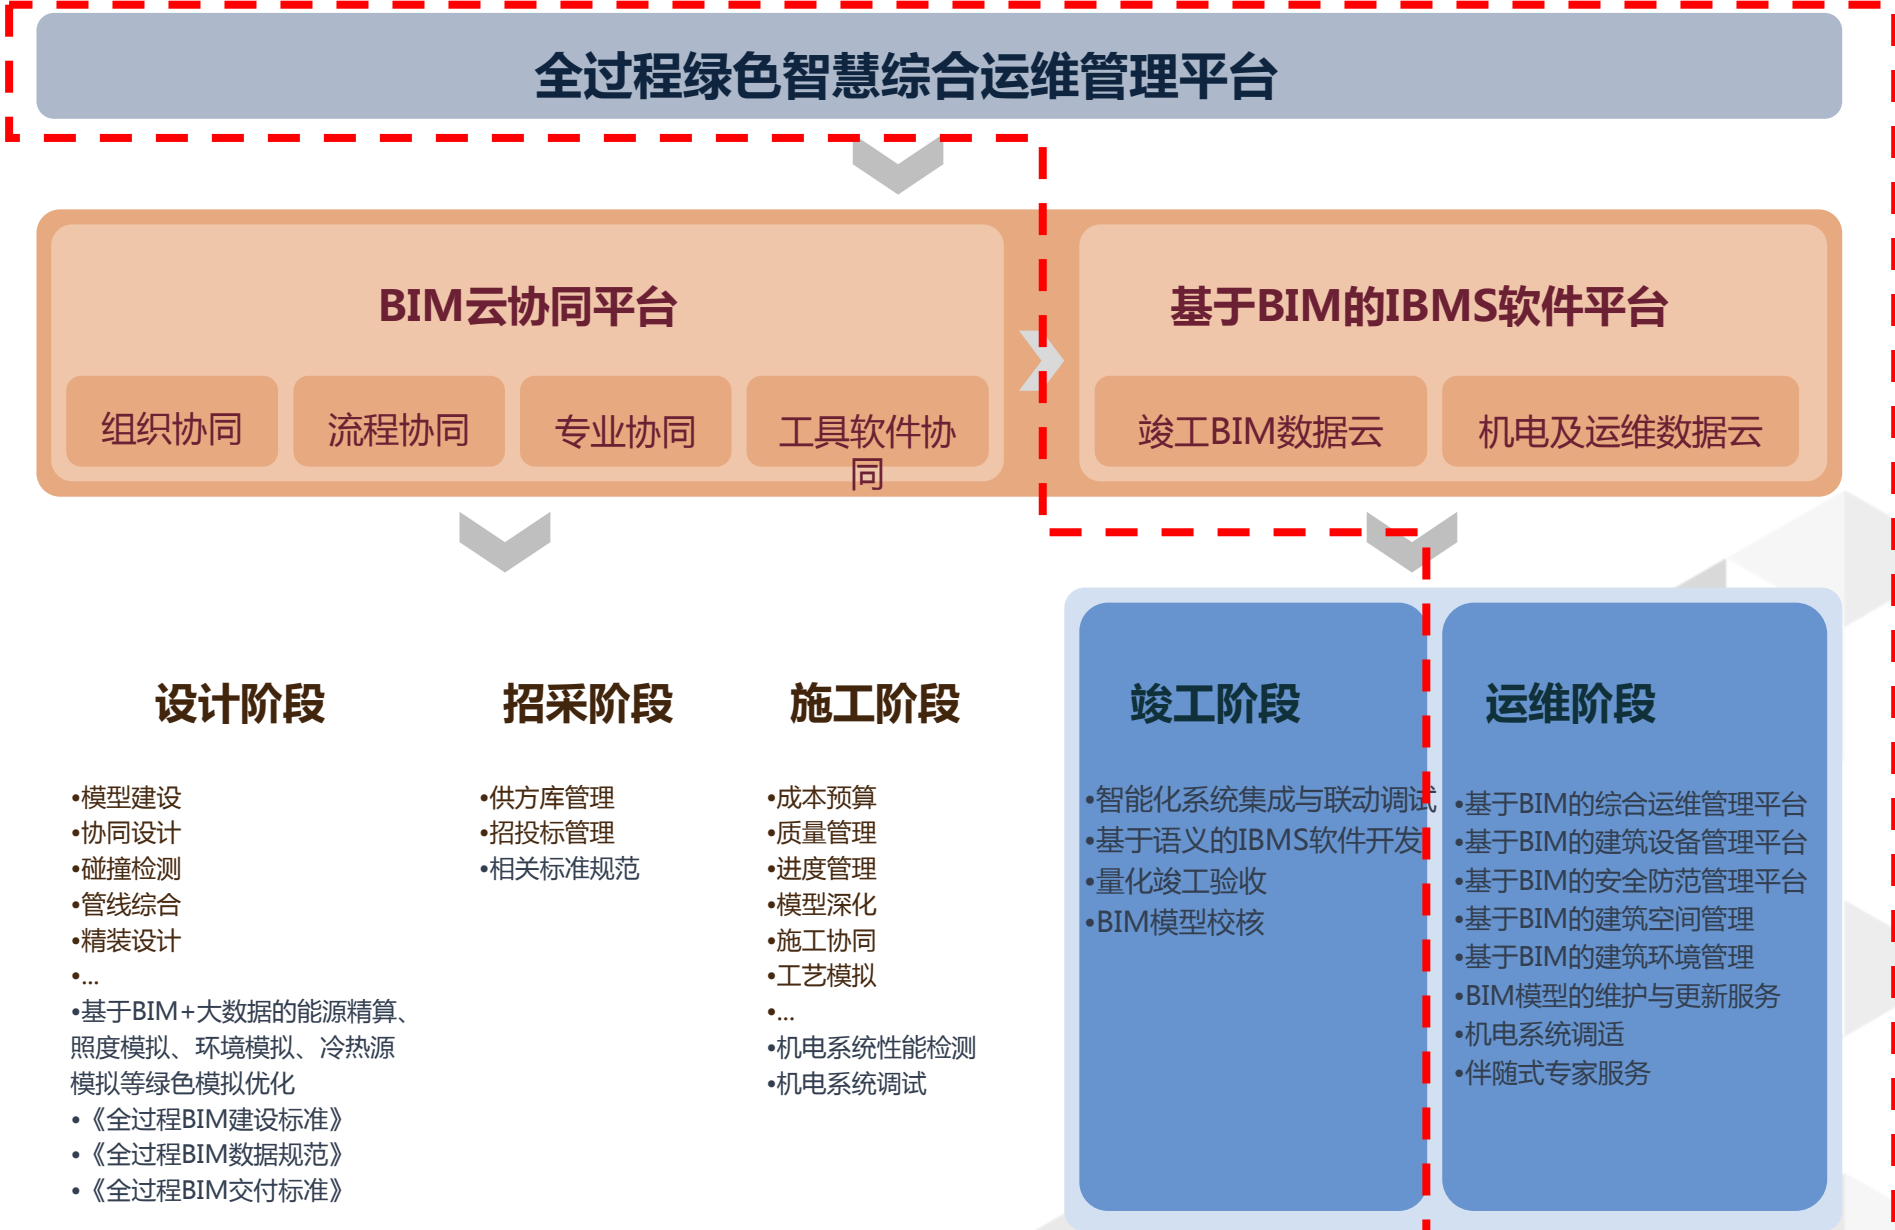 全过程绿色智慧综合运维管理平台
BIM云协同平台
组织协同
流程协同
专业协同
工具软件协
同
基于BIM的IBMS软件平台
竣工BIM数据云
机电及运维数据云
设计阶段
•模型建设
•协同设计
•碰撞检测
•管线综合
•精装设计
•...
•基于BIM+大数据的能源精算、
照度模拟、环境模拟、冷热源
模拟等绿色模拟优化
•《全过程BIM建设标准》
•《全过程BIM数据规范》
•《全过程BIM交付标准》
招采阶段
•供方库管理
•招投标管理
•相关标准规范
施工阶段
•成本预算
•质量管理
•进度管理
•模型深化
•施工协同
•工艺模拟
•...
•机电系统性能检测
•机电系统调试
竣工阶段
•智能化系统集成与联动调试
•基于语义的IBMS软件开发
•量化竣工验收
•BIM模型校核
运维阶段
•基于BIM的综合运维管理平台
•基于BIM的建筑设备管理平台
•基于BIM的安全防范管理平台
•基于BIM的建筑空间管理
•基于BIM的建筑环境管理
•BIM模型的维护与更新服务
•机电系统调适
•伴随式专家服务